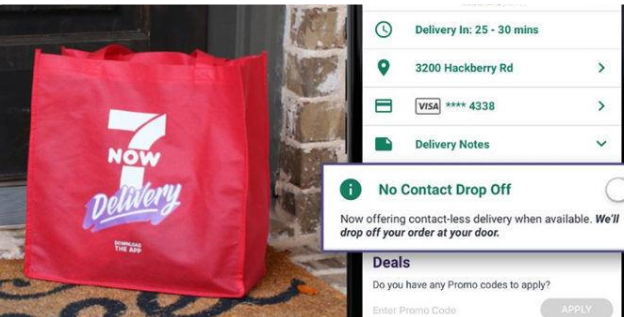 7
NOW
Delivery
DOWNLOAD
THE APP
Delivery In: 25 - 30 mins
3200 Hackberry Rd
VISA **** 4338
Delivery Notes
No Contact Drop Off
Now offering contact-less delivery when available. We'll
drop off your order at your door.
Deals
Do you have any Promo codes to apply?
Enter Promo Code
APPLY